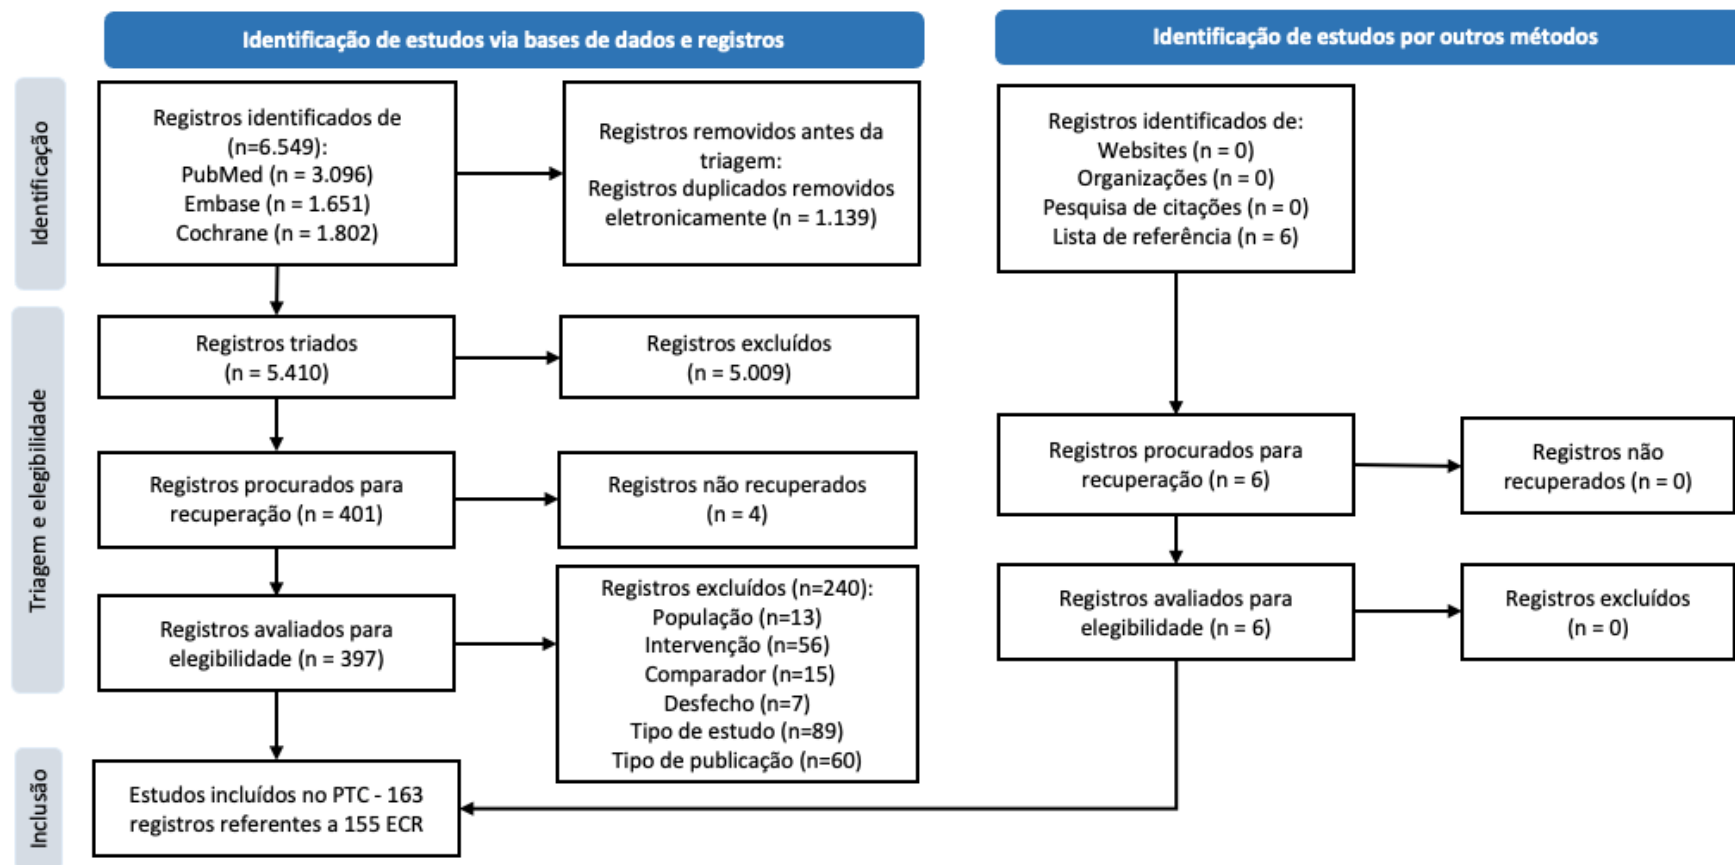 Identificação de estudos via bases de dados e registros
Identificação de estudos por outros métodos
Identificação
Registros identificados de
(n=6.549):
PubMed (n = 3.096)
Embase (n = 1.651)
Cochrane (n = 1.802)
Registros removidos antes da
triagem:
Registros duplicados removidos
eletronicamente (n = 1.139)
Registros identificados de:
Websites (n = 0)
Organizações (n = 0)
Pesquisa de citações (n = 0)
Lista de referência (n = 6)
Triagem e elegibilidade
Registros triados
(n = 5.410)
Registros excluídos
(n = 5.009)
Registros procurados para
recuperação (n = 401)
Registros não recuperados
(n = 4)
Registros procurados para
recuperação (n = 6)
Registros não
recuperados (n = 0)
Registros avaliados para
elegibilidade (n = 397)
Registros excluídos (n=240):
População (n=13)
Intervenção (n=56)
Comparador (n=15)
Desfecho (n=7)
Tipo de estudo (n=89)
Tipo de publicação (n=60)
Registros avaliados para
elegibilidade (n = 6)
Registros excluídos
(n = 0)
Inclusão
Estudos incluídos no PTC - 163
registros referentes a 155 ECR